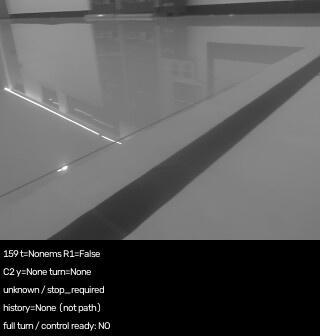 159 t=Nonems R1=False
C2 y=None turn=None
unknown / stop_required
history=None (not path)
full turn / control ready: NO